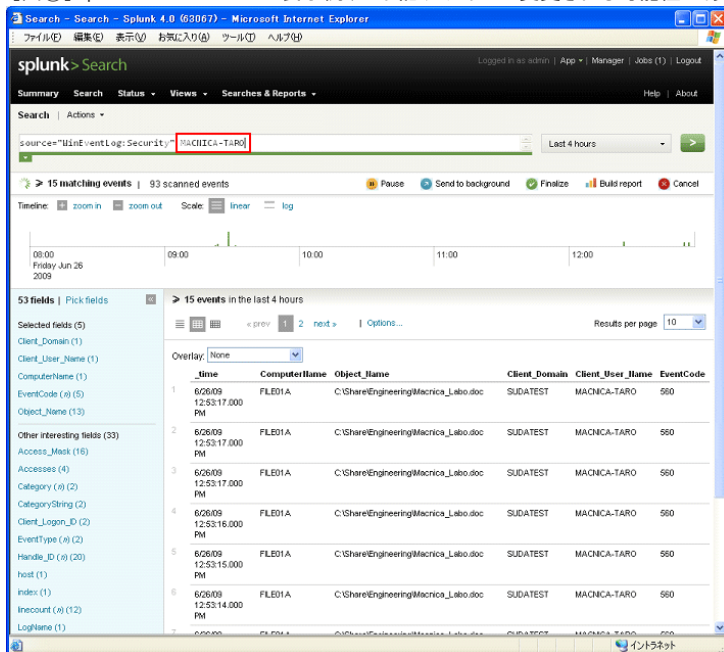 Search - Search - Splunk 4.0 (63067) - Microsoft Internet Explorer
ファイル(F) 編集(E) 表示(V) お気に入り(A) ツール(T) ヘルプ(H)
splunk>Search
Logged in as admin | App | Manager | Jobs (1) | Logout
Summary Search Status Views Searches & Reports
Help | About
Search | Actions
source="WinEventLog:Security" MACNICA-TARO
Last 4 hours
>
> 15 matching events | 93 scanned events
Pause Send to background Finalize Build report Cancel
Timeline: zoom in zoom out Scale: linear log
08:00 09:00 10:00 11:00 12:00
Friday Jun 26
2009
53 fields | Pick fields
Selected fields (5)
Client_Domain (1)
Client_User_Name (1)
ComputerName (1)
EventCode (n) (5)
Object_Name (13)
Other interesting fields (33)
Access_Mask (16)
Accesses (4)
Category (n) (2)
CategoryString (2)
Client_Logon_ID (2)
EventType (n) (2)
Handle_ID (n) (20)
host (1)
index (1)
linecount (n) (12)
LogName (1)
> 15 events in the last 4 hours
« prev 1 2 next » | Options...
Results per page 10
Overlay: None
_time ComputerName Object_Name Client_Domain Client_User_Name EventCode
1 6/26/09 12:53:17.000 PM FILE01A C:\Share\Engineering\Macnica_Labo.doc SUDATEST MACNICA-TARO 560
2 6/26/09 12:53:17.000 PM FILE01A C:\Share\Engineering\Macnica_Labo.doc SUDATEST MACNICA-TARO 560
3 6/26/09 12:53:17.000 PM FILE01A C:\Share\Engineering\Macnica_Labo.doc SUDATEST MACNICA-TARO 560
4 6/26/09 12:53:16.000 PM FILE01A C:\Share\Engineering\Macnica_Labo.doc SUDATEST MACNICA-TARO 560
5 6/26/09 12:53:15.000 PM FILE01A C:\Share\Engineering\Macnica_Labo.doc SUDATEST MACNICA-TARO 560
6 6/26/09 12:53:14.000 PM FILE01A C:\Share\Engineering\Macnica_Labo.doc SUDATEST MACNICA-TARO 560
7
イントラネット